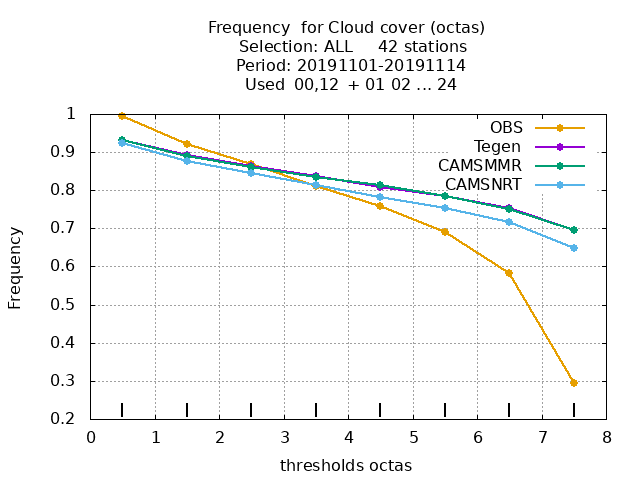 Frequency  for Cloud cover (octas)
Selection: ALL     42 stations
Period: 20191101-20191114
Used  00,12  + 01 02 ... 24
OBS
Tegen
CAMSMMR
CAMSNRT
1
0.9
0.8
0.7
0.6
0.5
0.4
0.3
0.2
Frequency
0 1 2 3 4 5 6 7 8
thresholds octas